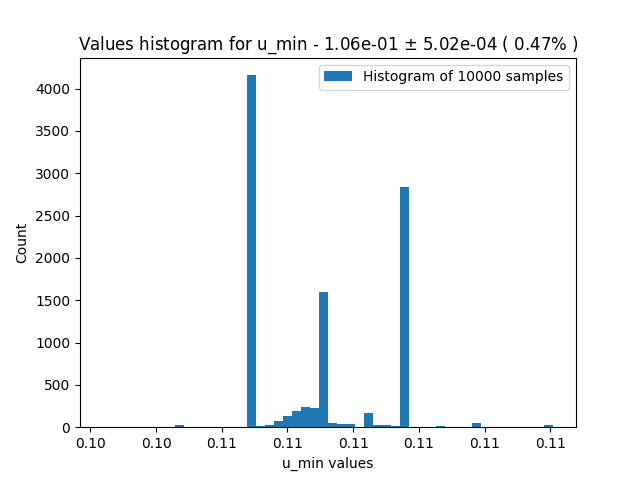 Values histogram for u_min - 1.06e-01 ± 5.02e-04 ( 0.47% )
Histogram of 10000 samples
4000
3500
3000
2500
2000
1500
1000
500
0
Count
0.10 0.10 0.11 0.11 0.11 0.11 0.11 0.11
u_min values